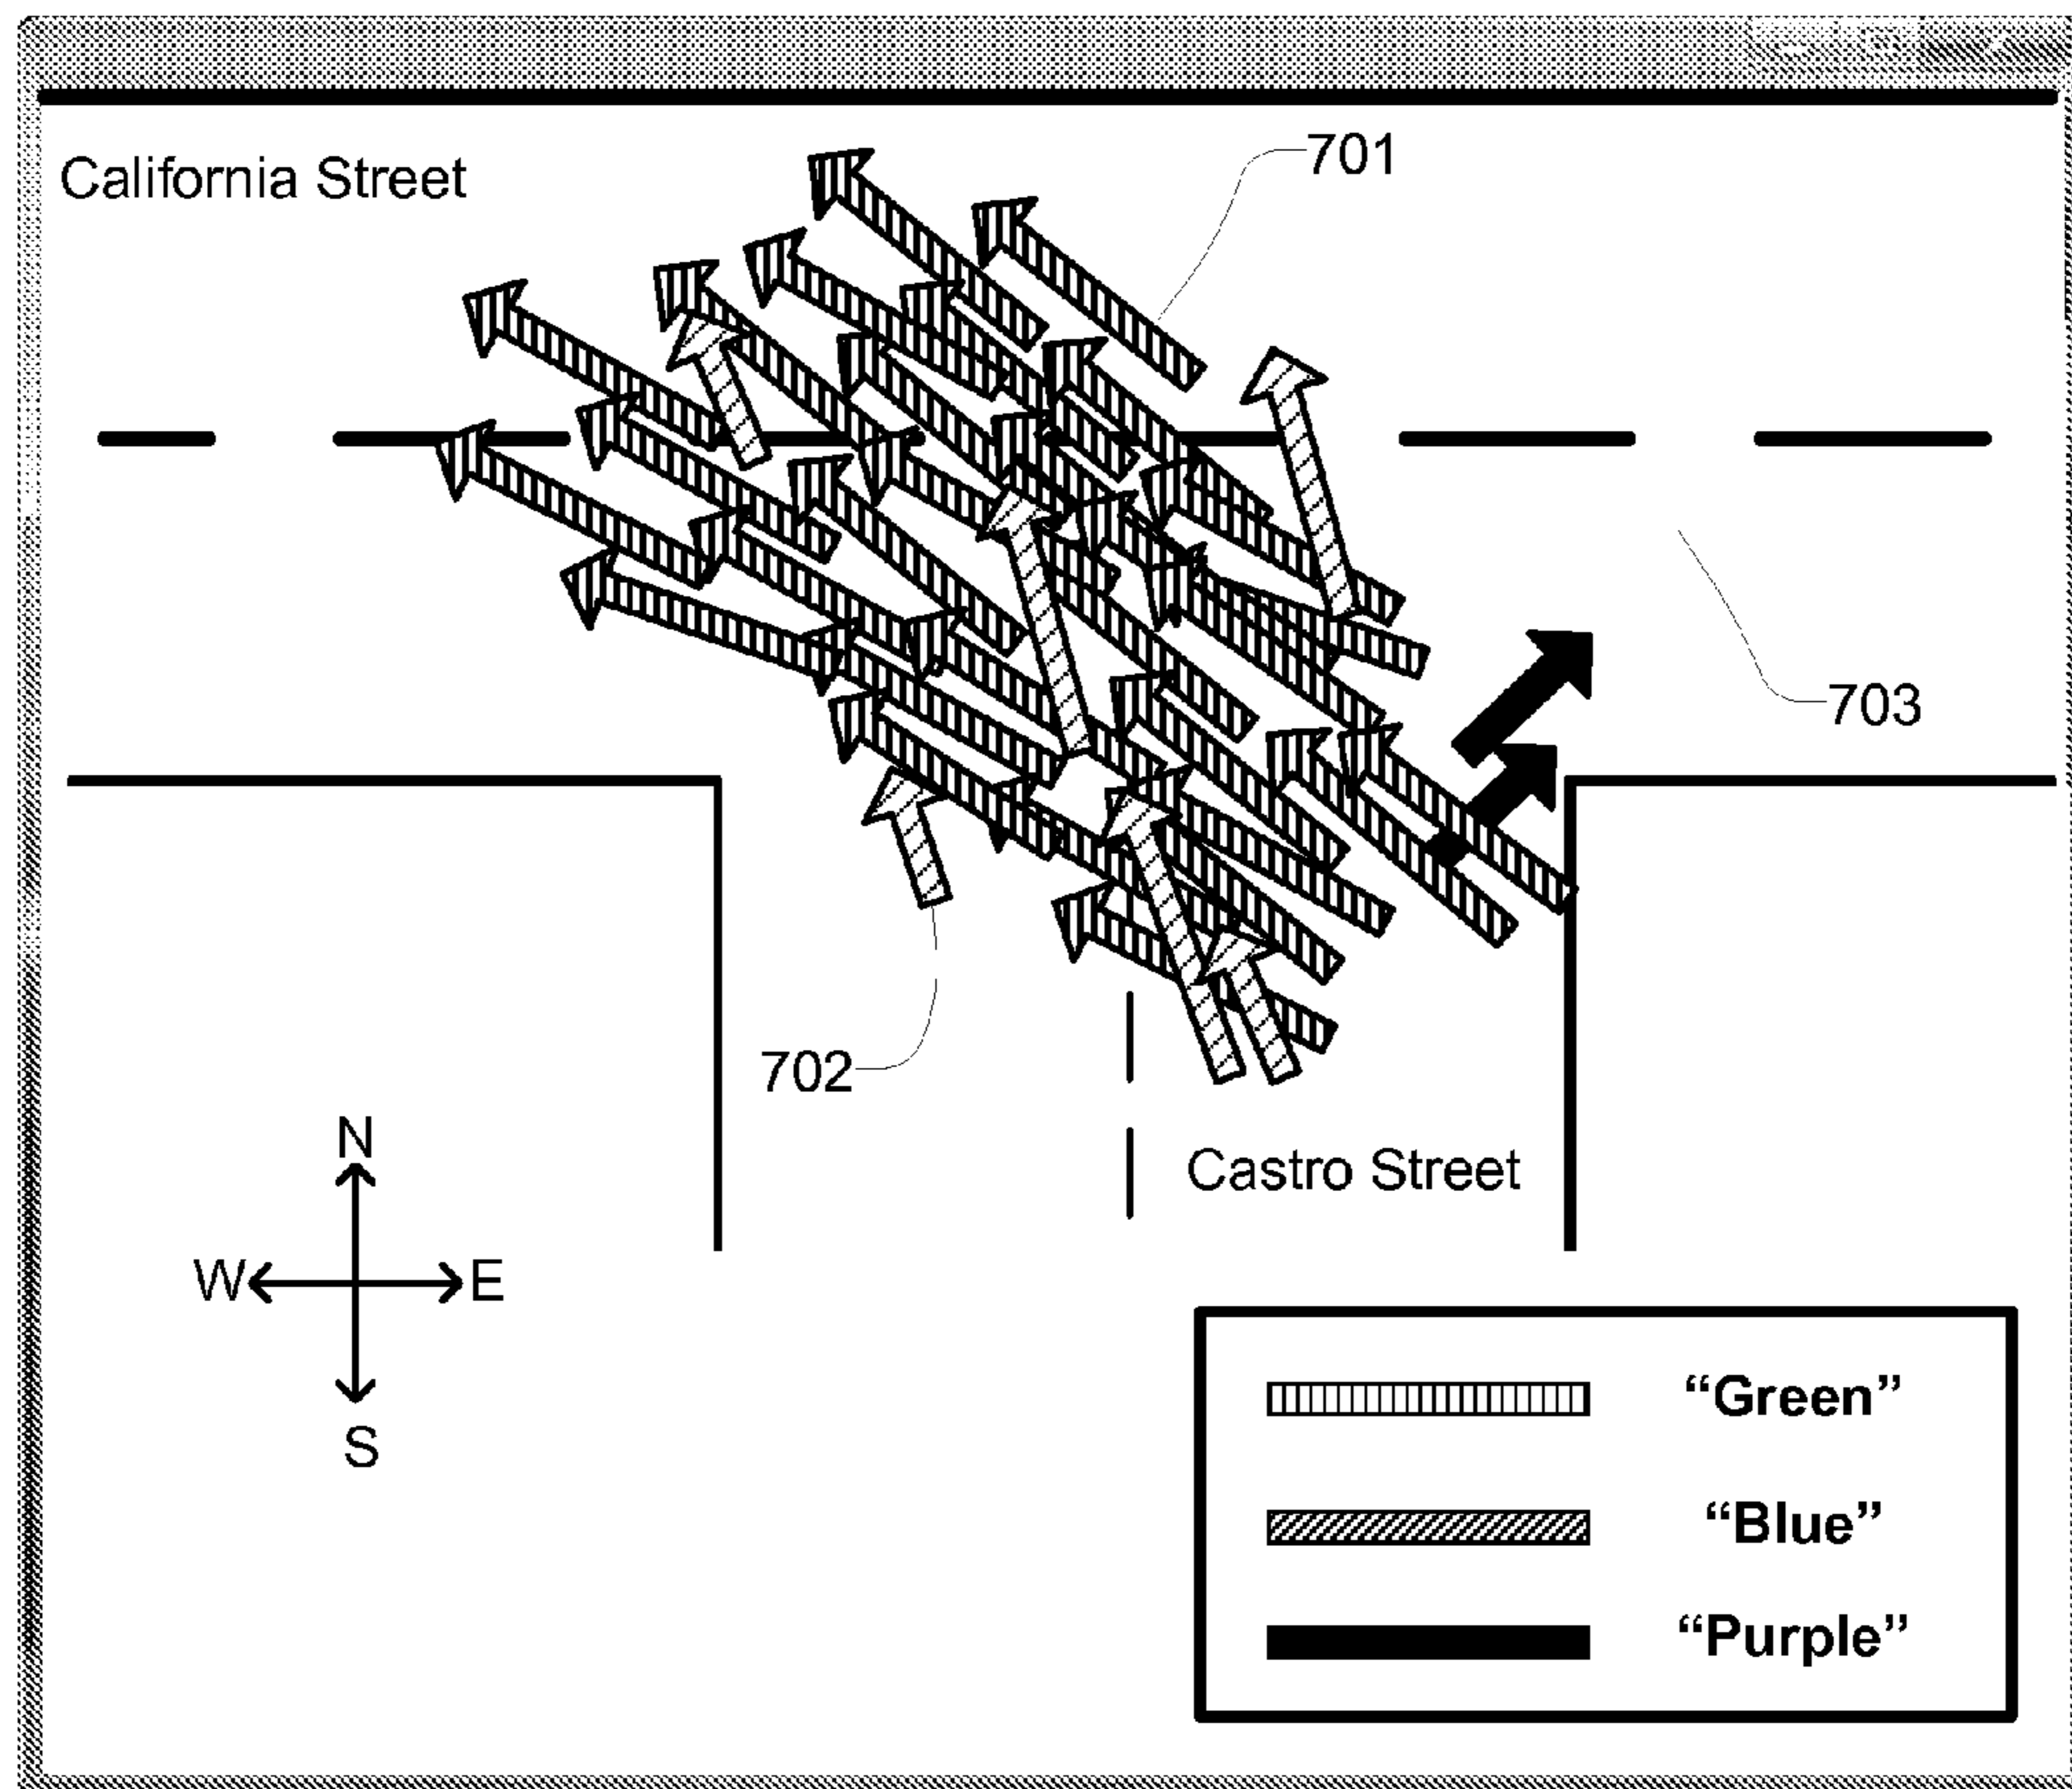 701
California Street
703
702
Castro Street
N
W E
S
“Green”
“Blue”
“Purple”